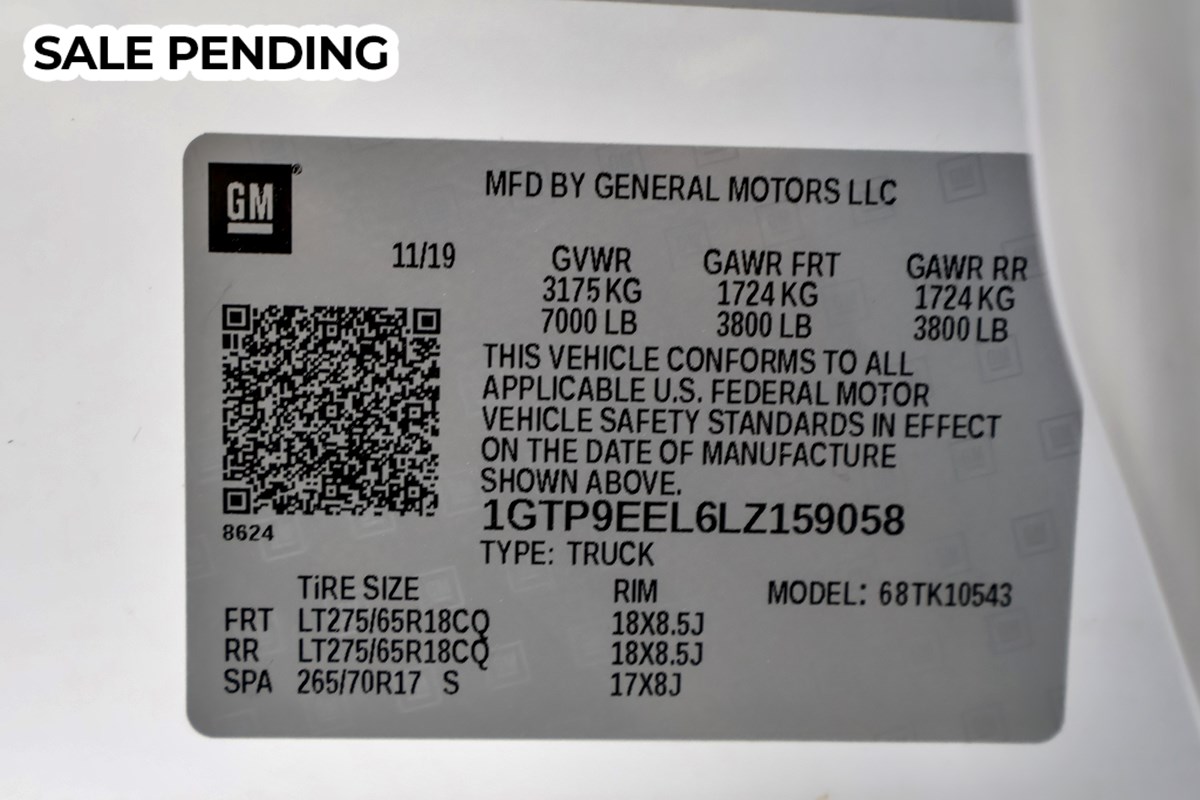 SALE PENDING
GM
MFD BY GENERAL MOTORS LLC
11/19 GVWR GAWR FRT GAWR RR
3175 KG 1724 KG 1724 KG
7000 LB 3800 LB 3800 LB
THIS VEHICLE CONFORMS TO ALL
APPLICABLE U.S. FEDERAL MOTOR
VEHICLE SAFETY STANDARDS IN EFFECT
ON THE DATE OF MANUFACTURE
SHOWN ABOVE.
8624
1GTP9EEL6LZ159058
TYPE: TRUCK
TiRE SIZE RIM MODEL: 68TK10543
FRT LT275/65R18CQ 18X8.5J
RR LT275/65R18CQ 18X8.5J
SPA 265/70R17 S 17X8J